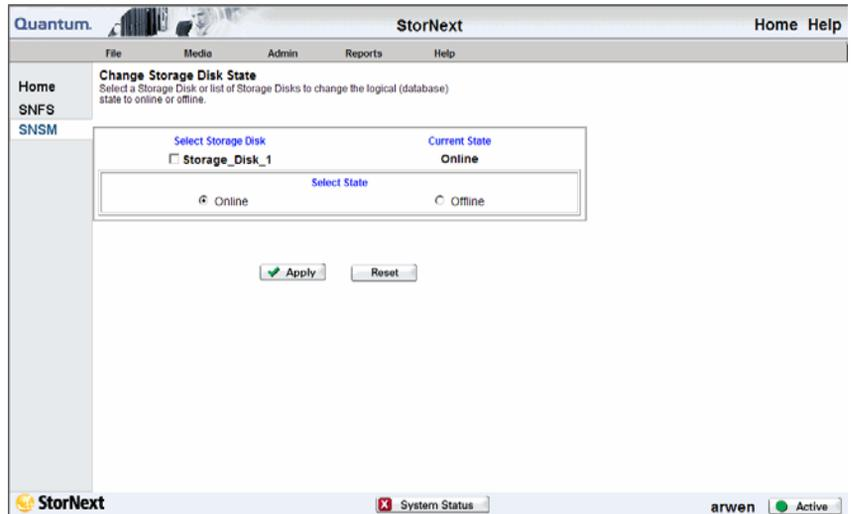 Quantum.
StorNext
Home Help
File Media Admin Reports Help
Home
SNFS
SNSM
Change Storage Disk State
Select a Storage Disk or list of Storage Disks to change the logical (database)
state to online or offline.
Select Storage Disk Current State
Storage_Disk_1 Online
Select State
Online Offline
Apply Reset
StorNext
System Status
arwen Active